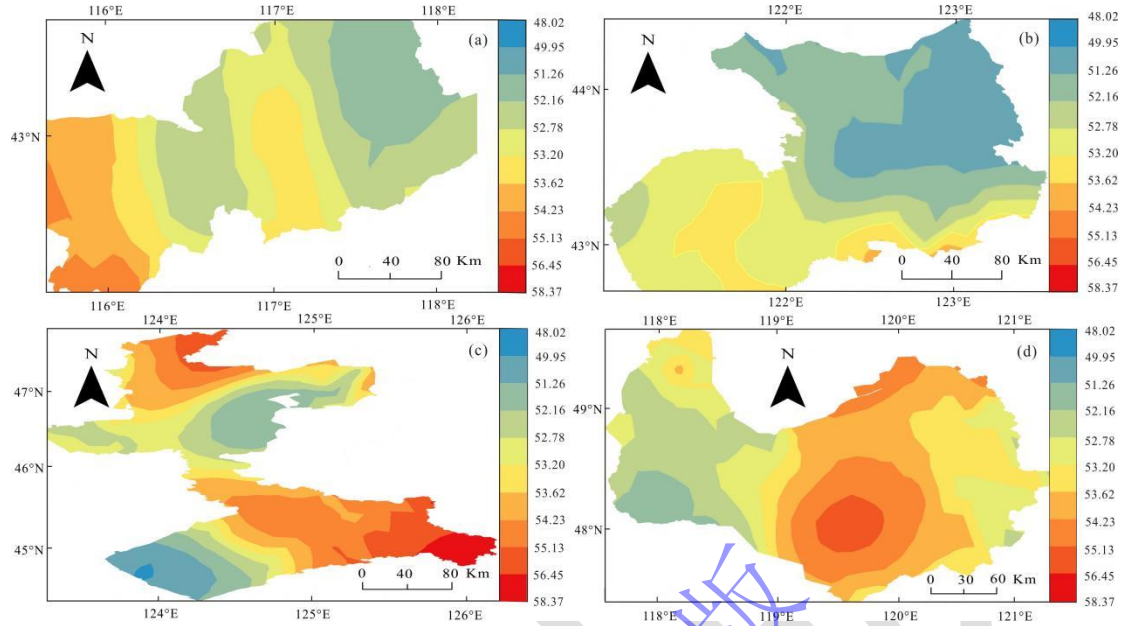 116°E 117°E 118°E
N (a)
43°N
0 40 80 Km
116°E 117°E 118°E
48.02
49.95
51.26
52.16
52.78
53.20
53.62
54.23
55.13
56.45
58.37
122°E 123°E
N (b)
44°N
43°N
0 40 80 Km
122°E 123°E
48.02
49.95
51.26
52.16
52.78
53.20
53.62
54.23
55.13
56.45
58.37
124°E 125°E 126°E
N (c)
47°N
46°N
45°N
0 40 80 Km
124°E 125°E 126°E
48.02
49.95
51.26
52.16
52.78
53.20
53.62
54.23
55.13
56.45
58.37
118°E 119°E 120°E 121°E
N (d)
49°N
48°N
0 30 60 Km
118°E 119°E 120°E 121°E
48.02
49.95
51.26
52.16
52.78
53.20
53.62
54.23
55.13
56.45
58.37
版